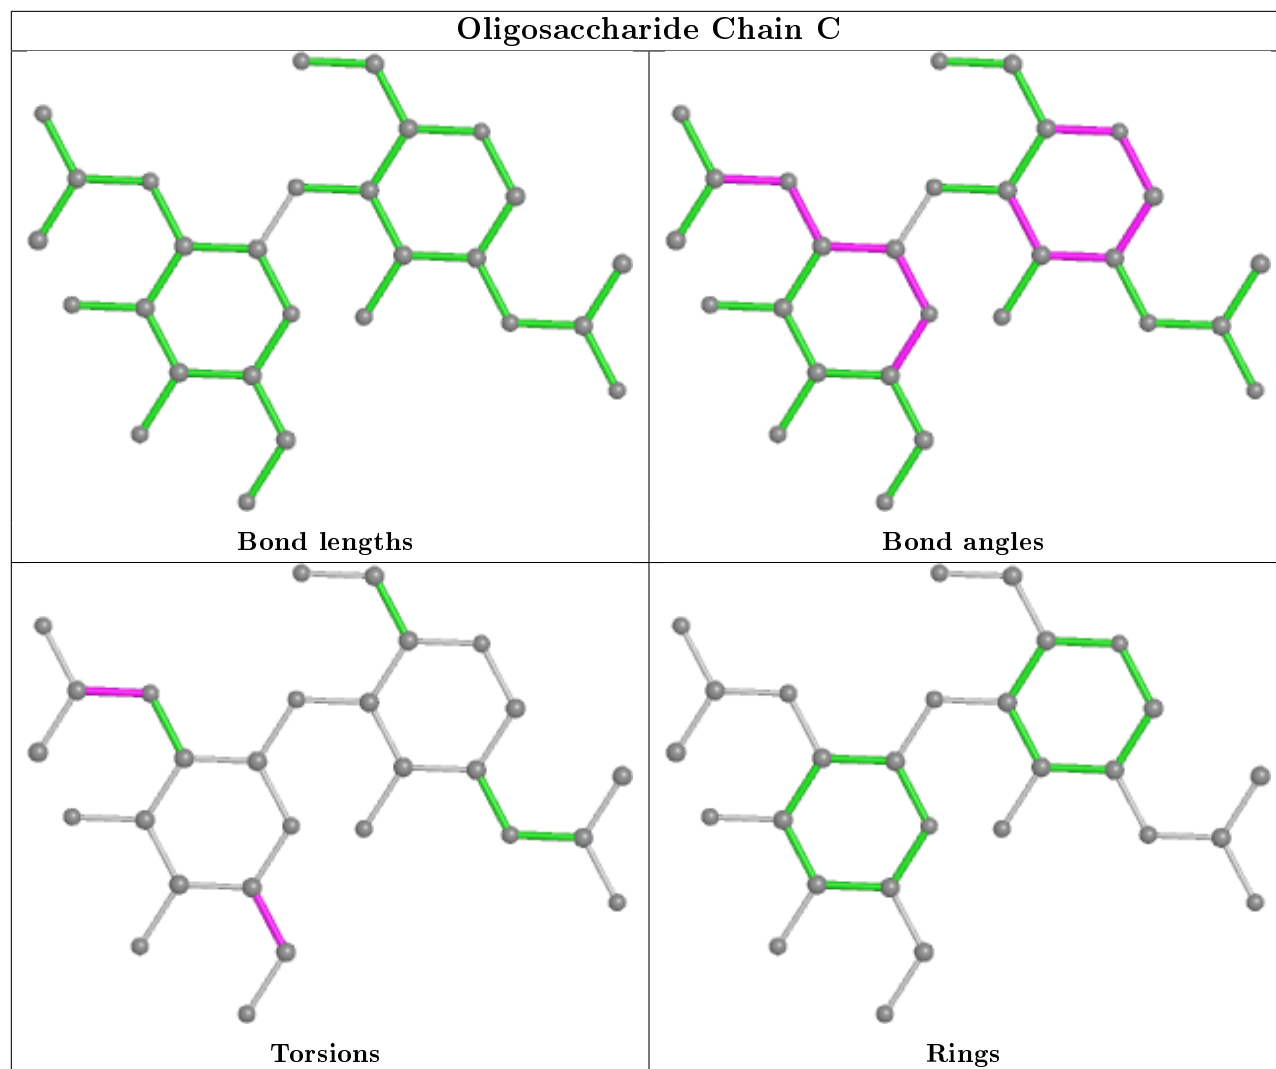 Oligosaccharide Chain C
Bond lengths
Bond angles
Torsions
Rings